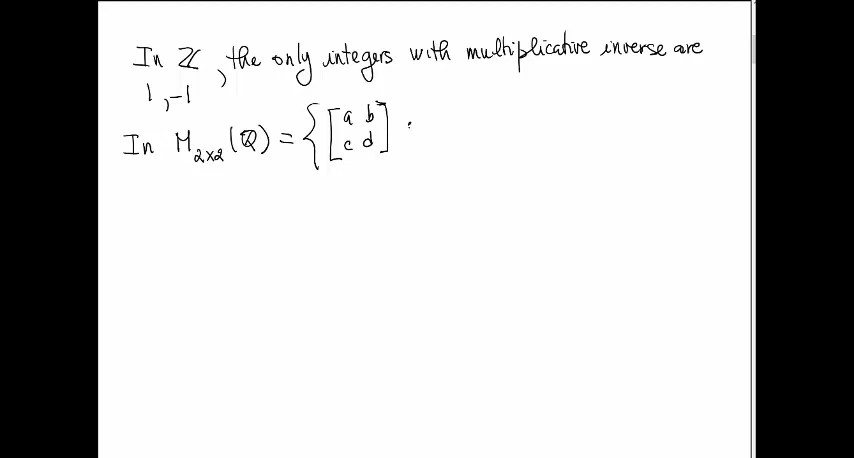 In ℤ, the only integers with multiplicative inverse are
1, -1
In M₂ₓ₂(ℚ) = { [a b
c d] :